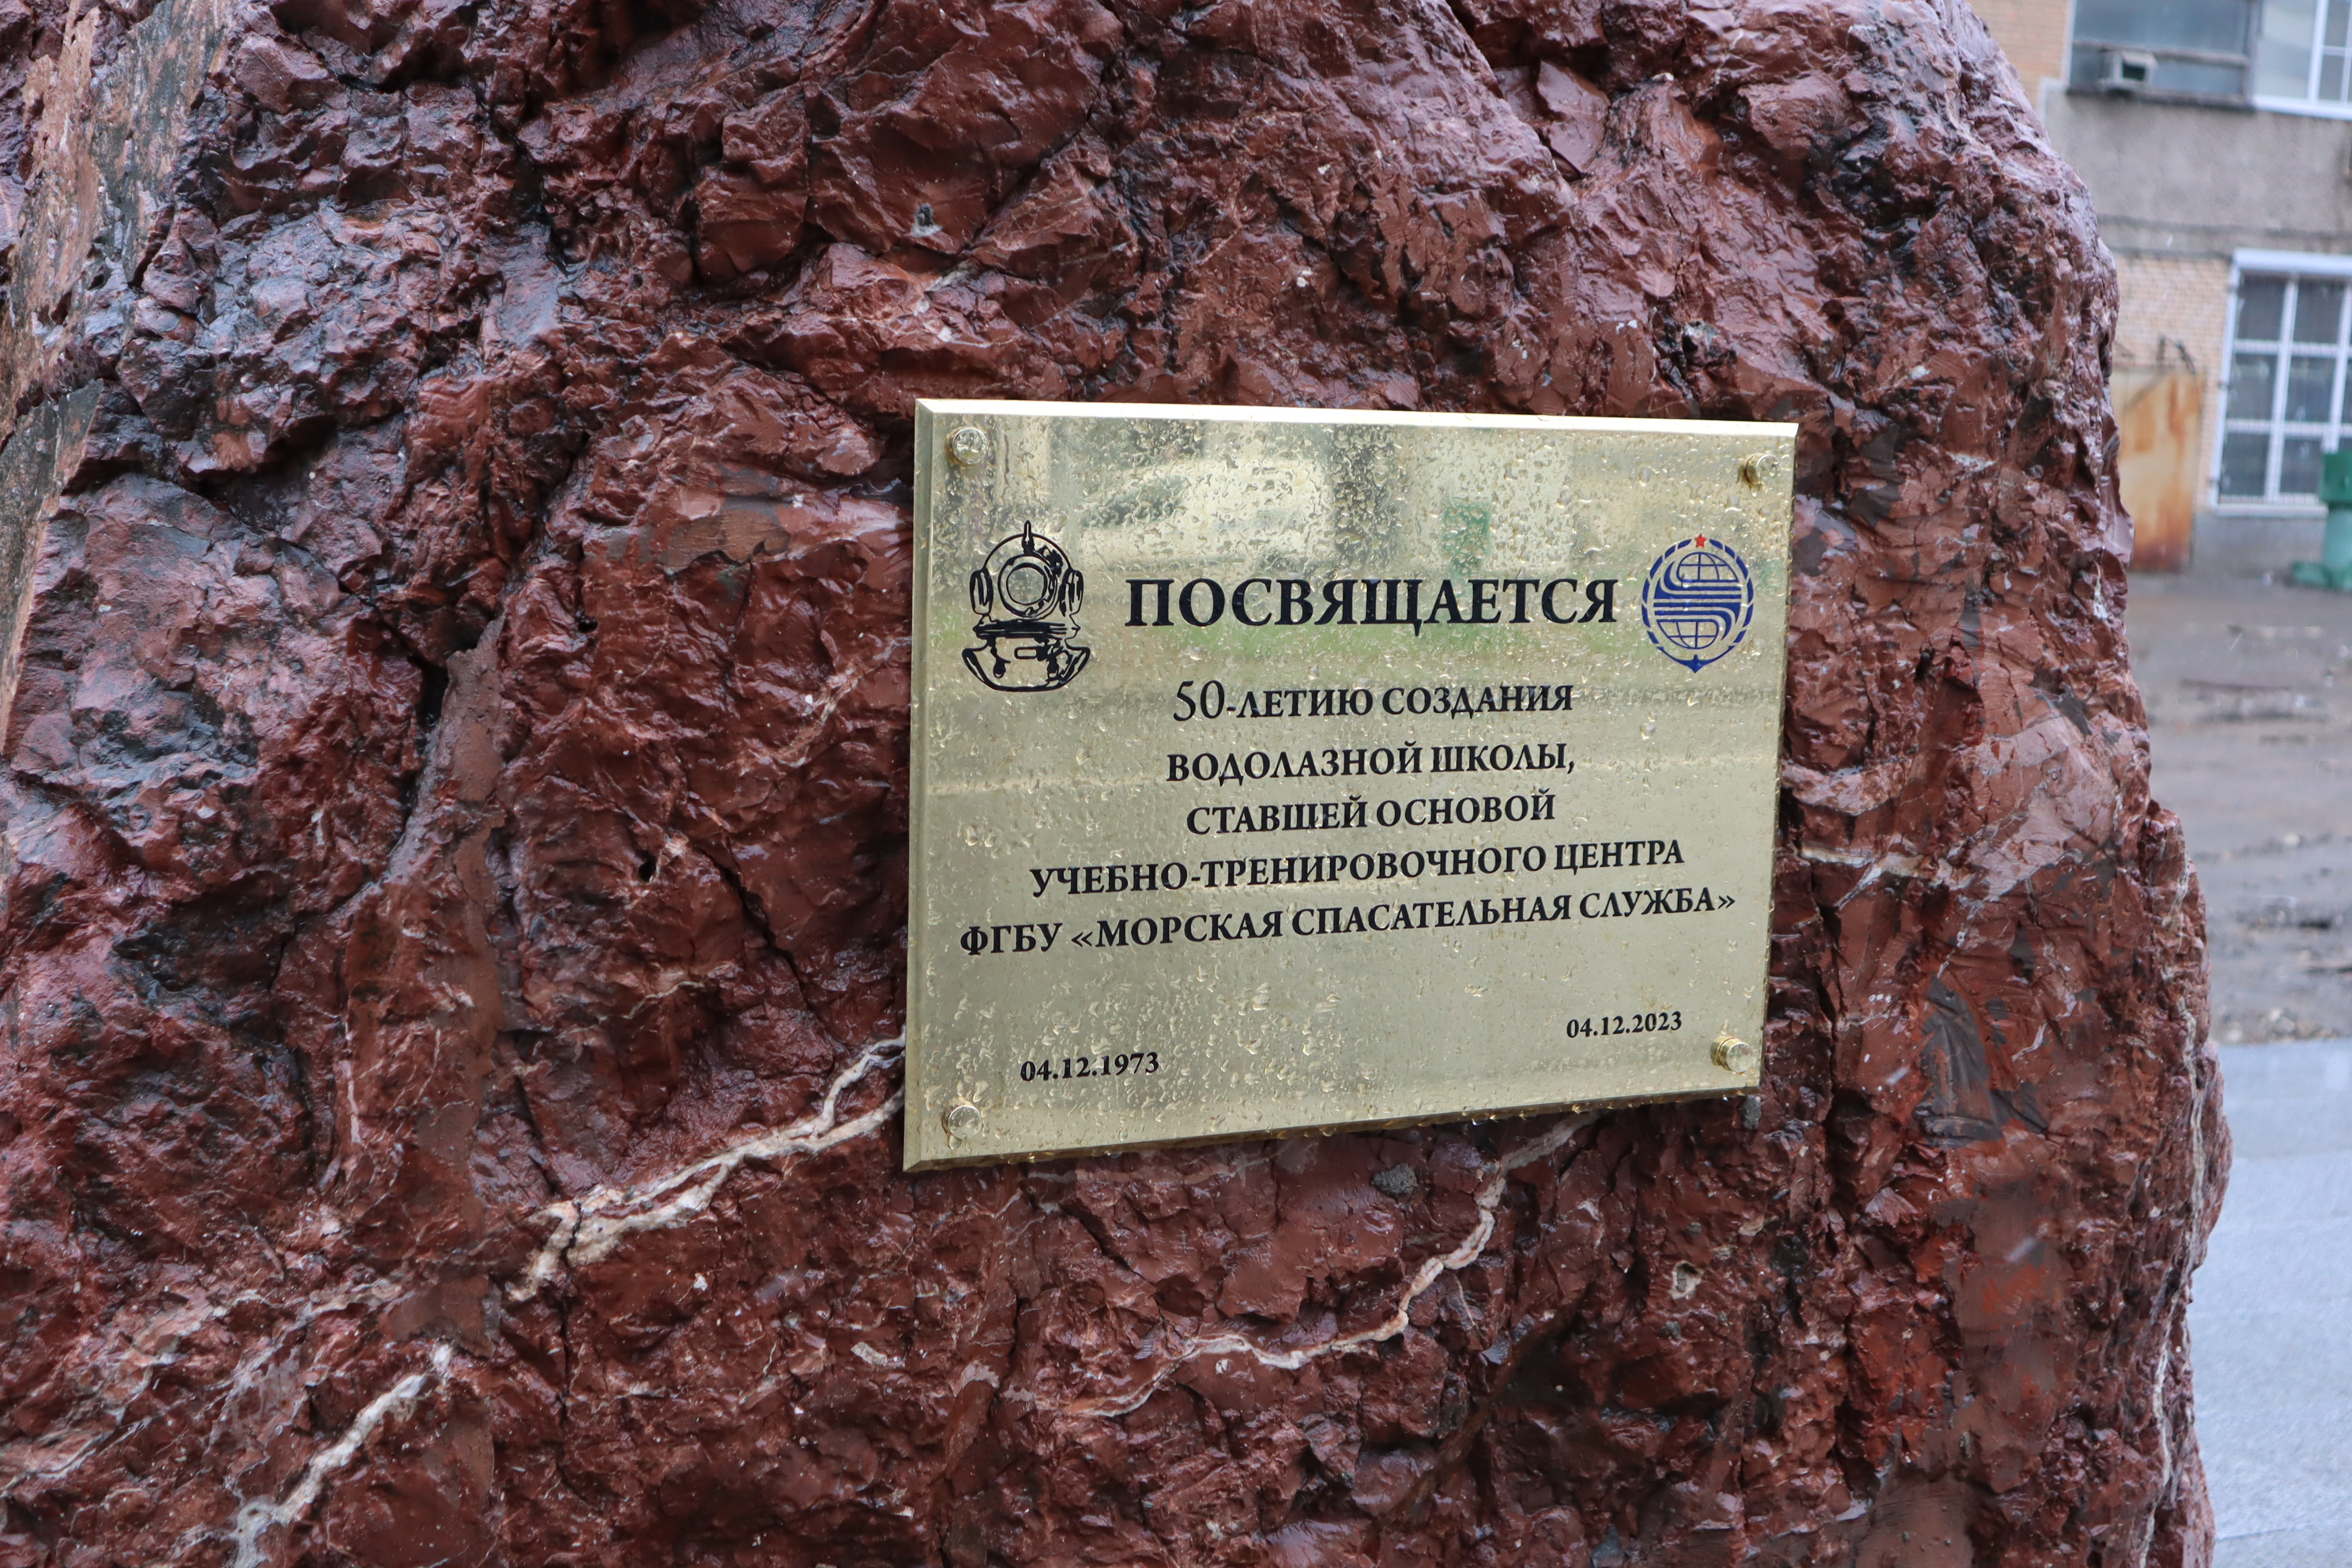 ПОСВЯЩАЕТСЯ
50-ЛЕТИЮ СОЗДАНИЯ
ВОДОЛАЗНОЙ ШКОЛЫ,
СТАВШЕЙ ОСНОВОЙ
УЧЕБНО-ТРЕНИРОВОЧНОГО ЦЕНТРА
ФГБУ «МОРСКАЯ СПАСАТЕЛЬНАЯ СЛУЖБА»
04.12.1973
04.12.2023